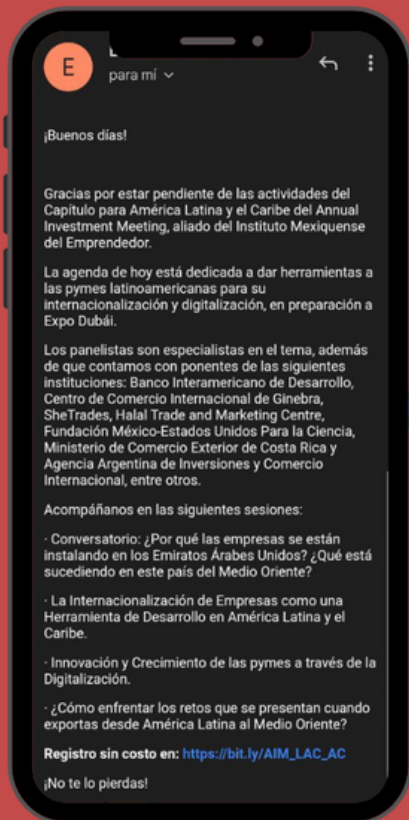 E
para mí
¡Buenos días!
Gracias por estar pendiente de las actividades del
Capítulo para América Latina y el Caribe del Annual
Investment Meeting, aliado del Instituto Mexiquense
del Emprendedor.
La agenda de hoy está dedicada a dar herramientas a
las pymes latinoamericanas para su
internacionalización y digitalización, en preparación a
Expo Dubái.
Los panelistas son especialistas en el tema, además
de que contamos con ponentes de las siguientes
instituciones: Banco Interamericano de Desarrollo,
Centro de Comercio Internacional de Ginebra,
SheTrades, Halal Trade and Marketing Centre,
Fundación México-Estados Unidos Para la Ciencia,
Ministerio de Comercio Exterior de Costa Rica y
Agencia Argentina de Inversiones y Comercio
Internacional, entre otros.
Acompáñanos en las siguientes sesiones:
· Conversatorio: ¿Por qué las empresas se están
instalando en los Emiratos Árabes Unidos? ¿Qué está
sucediendo en este país del Medio Oriente?
· La Internacionalización de Empresas como una
Herramienta de Desarrollo en América Latina y el
Caribe.
· Innovación y Crecimiento de las pymes a través de la
Digitalización.
· ¿Cómo enfrentar los retos que se presentan cuando
exportas desde América Latina al Medio Oriente?
Registro sin costo en: https://bit.ly/AIM_LAC_AC
¡No te lo pierdas!